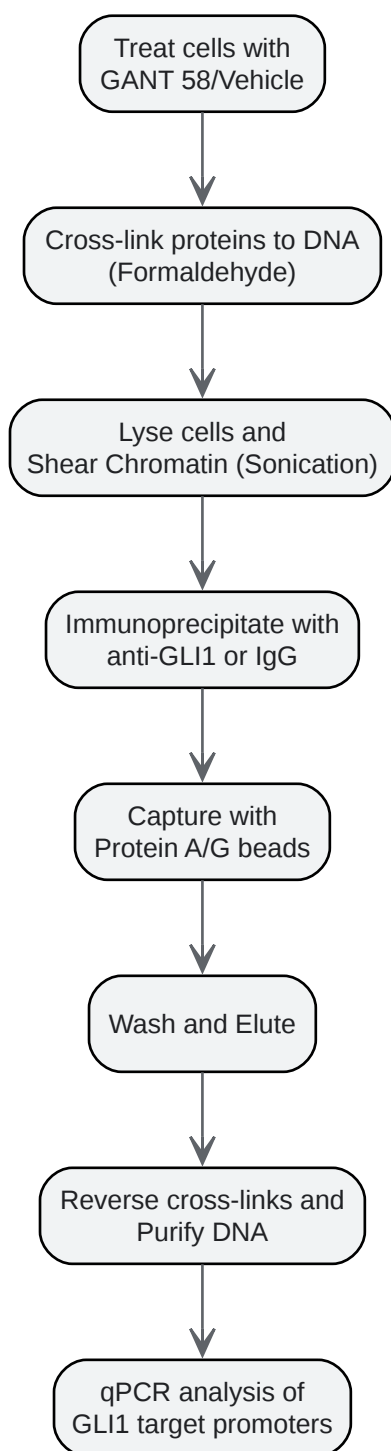 Treat cells with
GANT 58/Vehicle
Cross-link proteins to DNA
(Formaldehyde)
Lyse cells and
Shear Chromatin (Sonication)
Immunoprecipitate with
anti-GLI1 or IgG
Capture with
Protein A/G beads
Wash and Elute
Reverse cross-links and
Purify DNA
qPCR analysis of
GLI1 target promoters